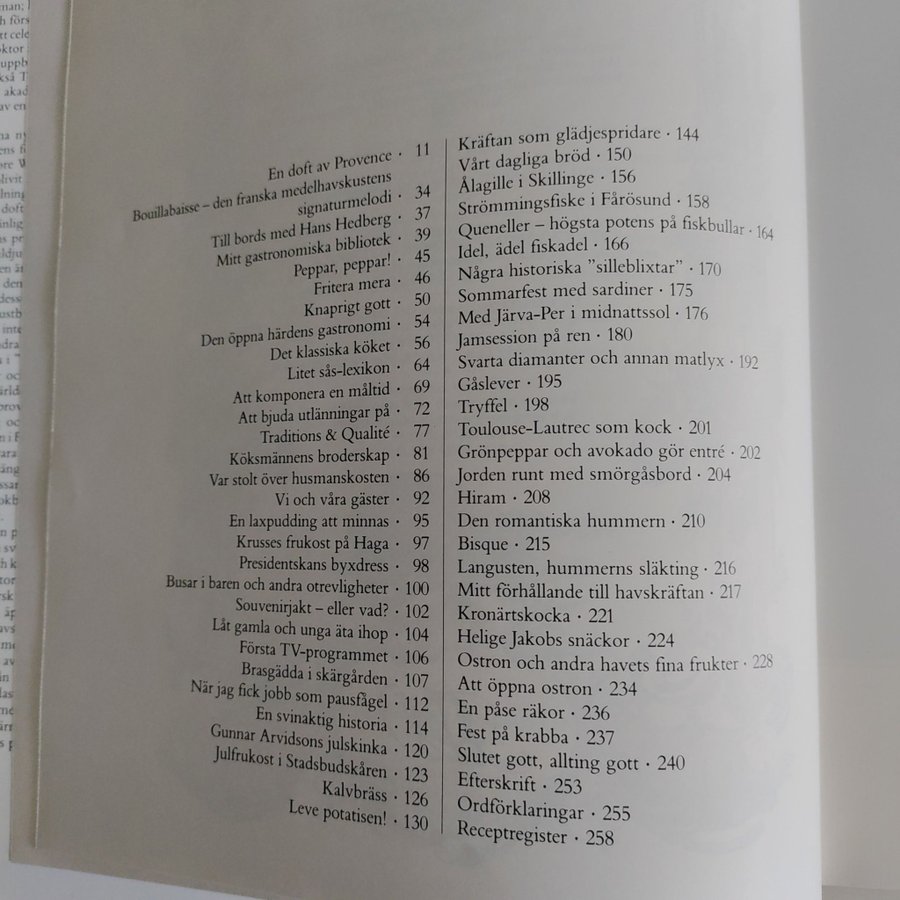 En doft av Provence · 11
Bouillabaisse – den franska medelhavskustens
signaturmelodi · 34
Till bords med Hans Hedberg · 37
Mitt gastronomiska bibliotek · 39
Peppar, peppar! · 45
Fritera mera · 46
Knaprigt gott · 50
Den öppna härdens gastronomi · 54
Det klassiska köket · 56
Litet sås-lexikon · 64
Att komponera en måltid · 69
Att bjuda utlänningar på · 72
Traditions & Qualité · 77
Köksmännens broderskap · 81
Var stolt över husmanskosten · 86
Vi och våra gäster · 92
En laxpudding att minnas · 95
Krusses frukost på Haga · 97
Presidentskans byxdress · 98
Busar i baren och andra otrevligheter · 100
Souvenirjakt – eller vad? · 102
Låt gamla och unga äta ihop · 104
Första TV-programmet · 106
Brasgädda i skärgården · 107
När jag fick jobb som pausfågel · 112
En svinaktig historia · 114
Gunnar Arvidsons julskinka · 120
Julfrukost i Stadsbudskåren · 123
Kalvbräss · 126
Leve potatisen! · 130
Kräftan som glädjespridare · 144
Vårt dagliga bröd · 150
Ålagille i Skillinge · 156
Strömmingsfiske i Fårösund · 158
Queneller – högsta potens på fiskbullar · 164
Idel, ädel fiskadel · 166
Några historiska ”silleblixtar” · 170
Sommarfest med sardiner · 175
Med Järva-Per i midnattssol · 176
Jamsession på ren · 180
Svarta diamanter och annan matlyx · 192
Gåslever · 195
Tryffel · 198
Toulouse-Lautrec som kock · 201
Grönpeppar och avokado gör entré · 202
Jorden runt med smörgåsbord · 204
Hiram · 208
Den romantiska hummern · 210
Bisque · 215
Langusten, hummerns släkting · 216
Mitt förhållande till havskräftan · 217
Kronärtskocka · 221
Helige Jakobs snäckor · 224
Ostron och andra havets fina frukter · 228
Att öppna ostron · 234
En påse räkor · 236
Fest på krabba · 237
Slutet gott, allting gott · 240
Efterskrift · 253
Ordförklaringar · 255
Receptregister · 258